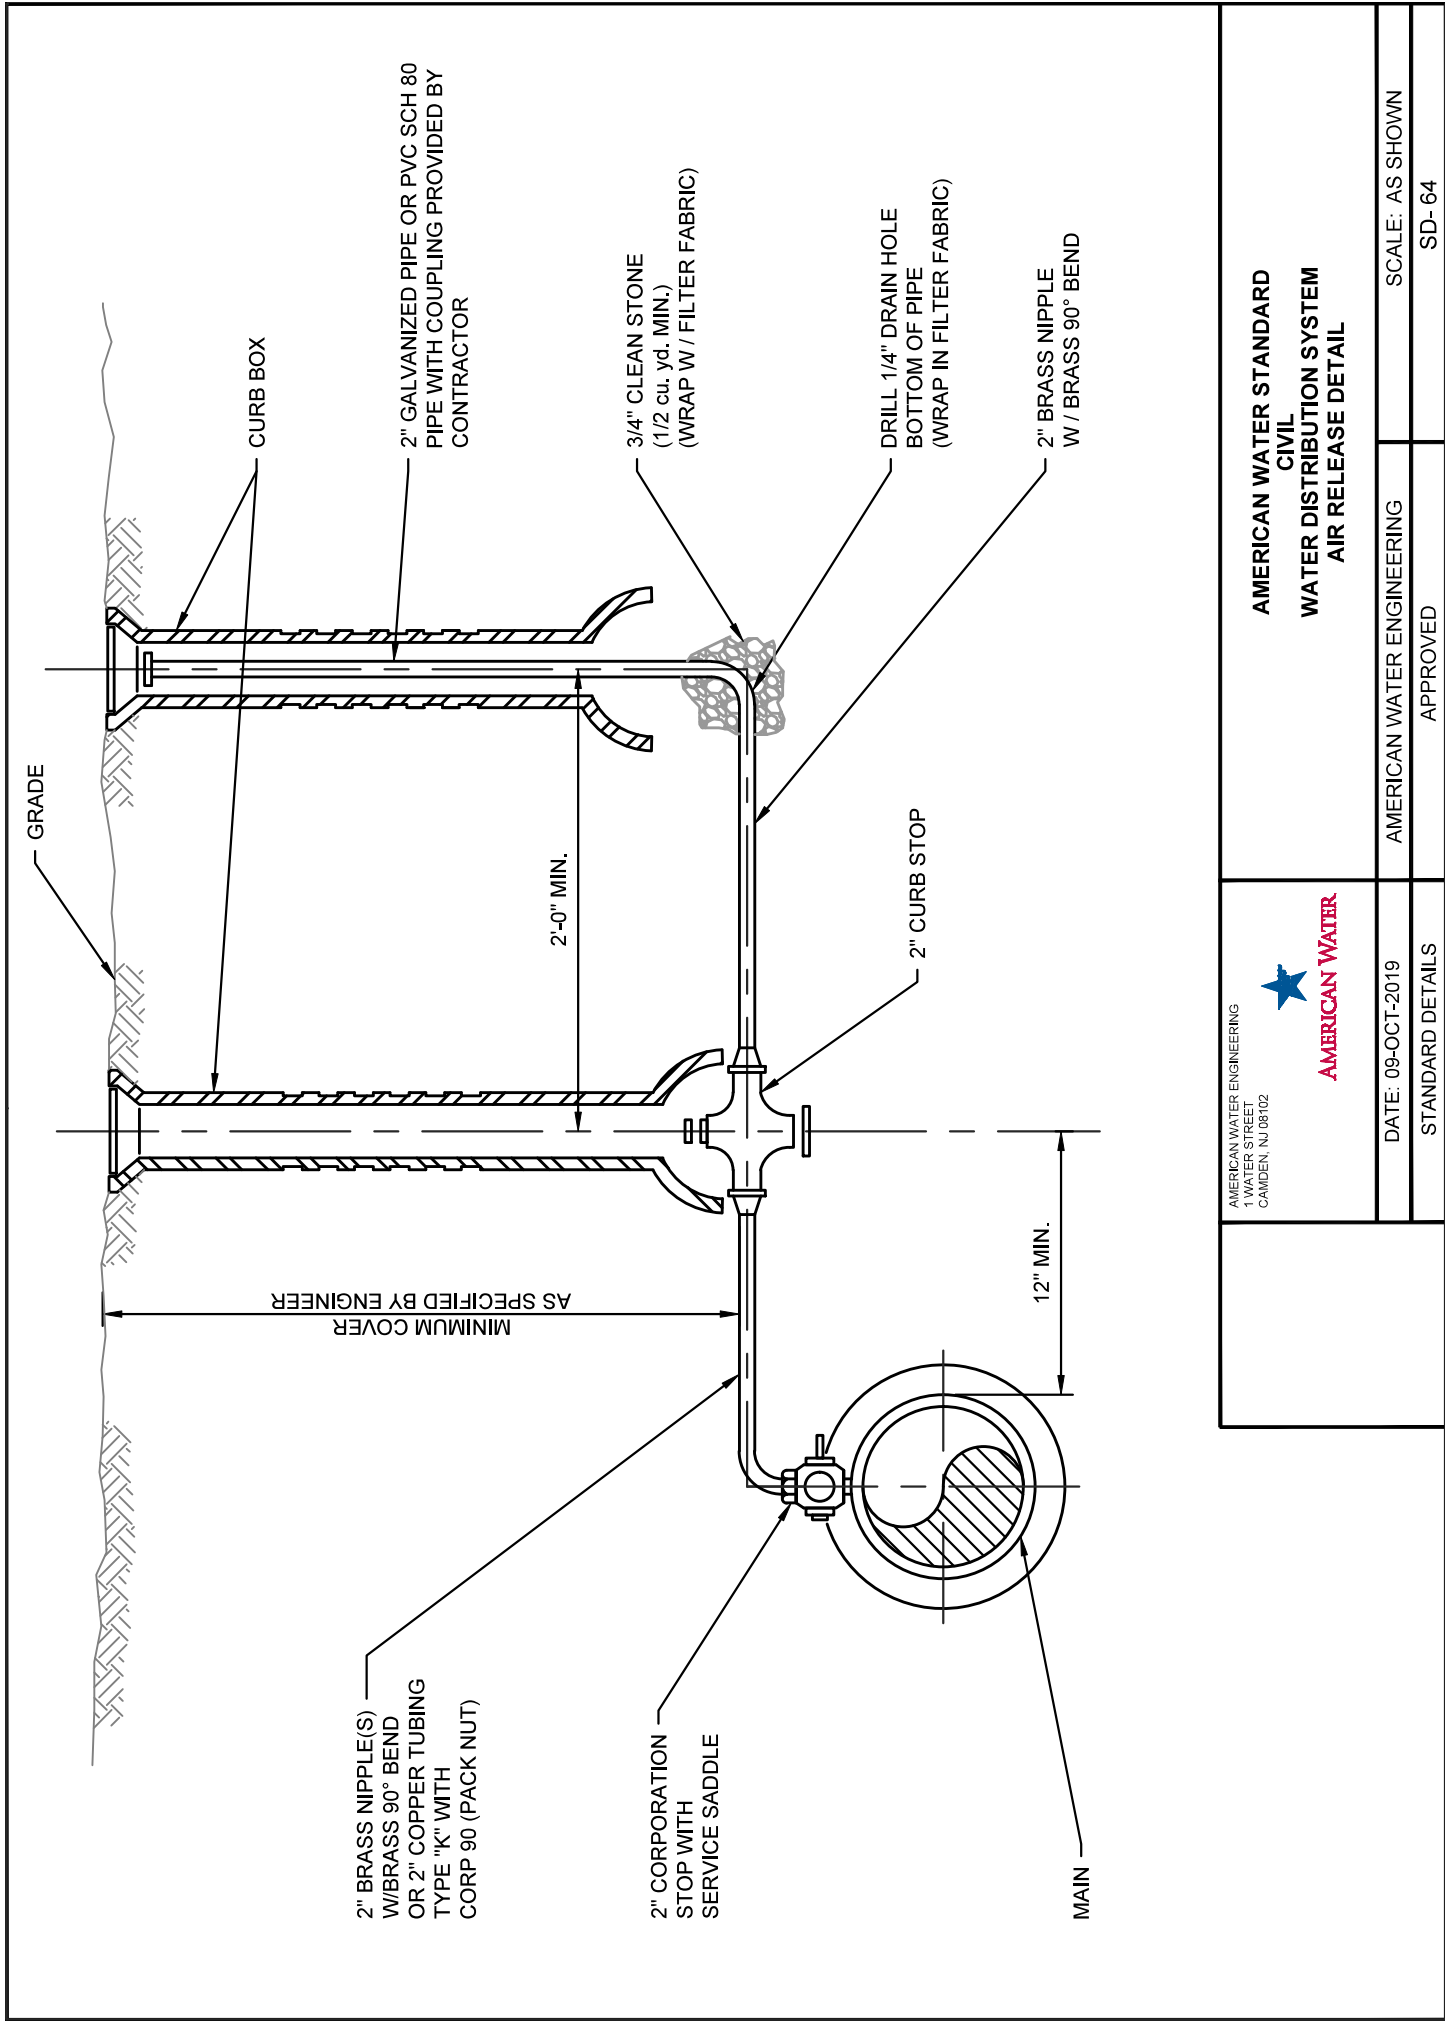 GRADE
CURB BOX
2" GALVANIZED PIPE OR PVC SCH 80
PIPE WITH COUPLING PROVIDED BY
CONTRACTOR
3/4" CLEAN STONE
(1/2 cu. yd. MIN.)
(WRAP W / FILTER FABRIC)
DRILL 1/4" DRAIN HOLE
BOTTOM OF PIPE
(WRAP IN FILTER FABRIC)
2" BRASS NIPPLE
W / BRASS 90° BEND
2'-0" MIN.
2" CURB STOP
12" MIN.
MINIMUM COVER
AS SPECIFIED BY ENGINEER
2" BRASS NIPPLE(S)
W/BRASS 90° BEND
OR 2" COPPER TUBING
TYPE "K" WITH
CORP 90 (PACK NUT)
2" CORPORATION
STOP WITH
SERVICE SADDLE
MAIN
AMERICAN WATER ENGINEERING
1 WATER STREET
CAMDEN, NJ 08102
AMERICAN WATER
AMERICAN WATER STANDARD
CIVIL
WATER DISTRIBUTION SYSTEM
AIR RELEASE DETAIL
DATE: 09-OCT-2019
AMERICAN WATER ENGINEERING
SCALE: AS SHOWN
STANDARD DETAILS
APPROVED
SD- 64